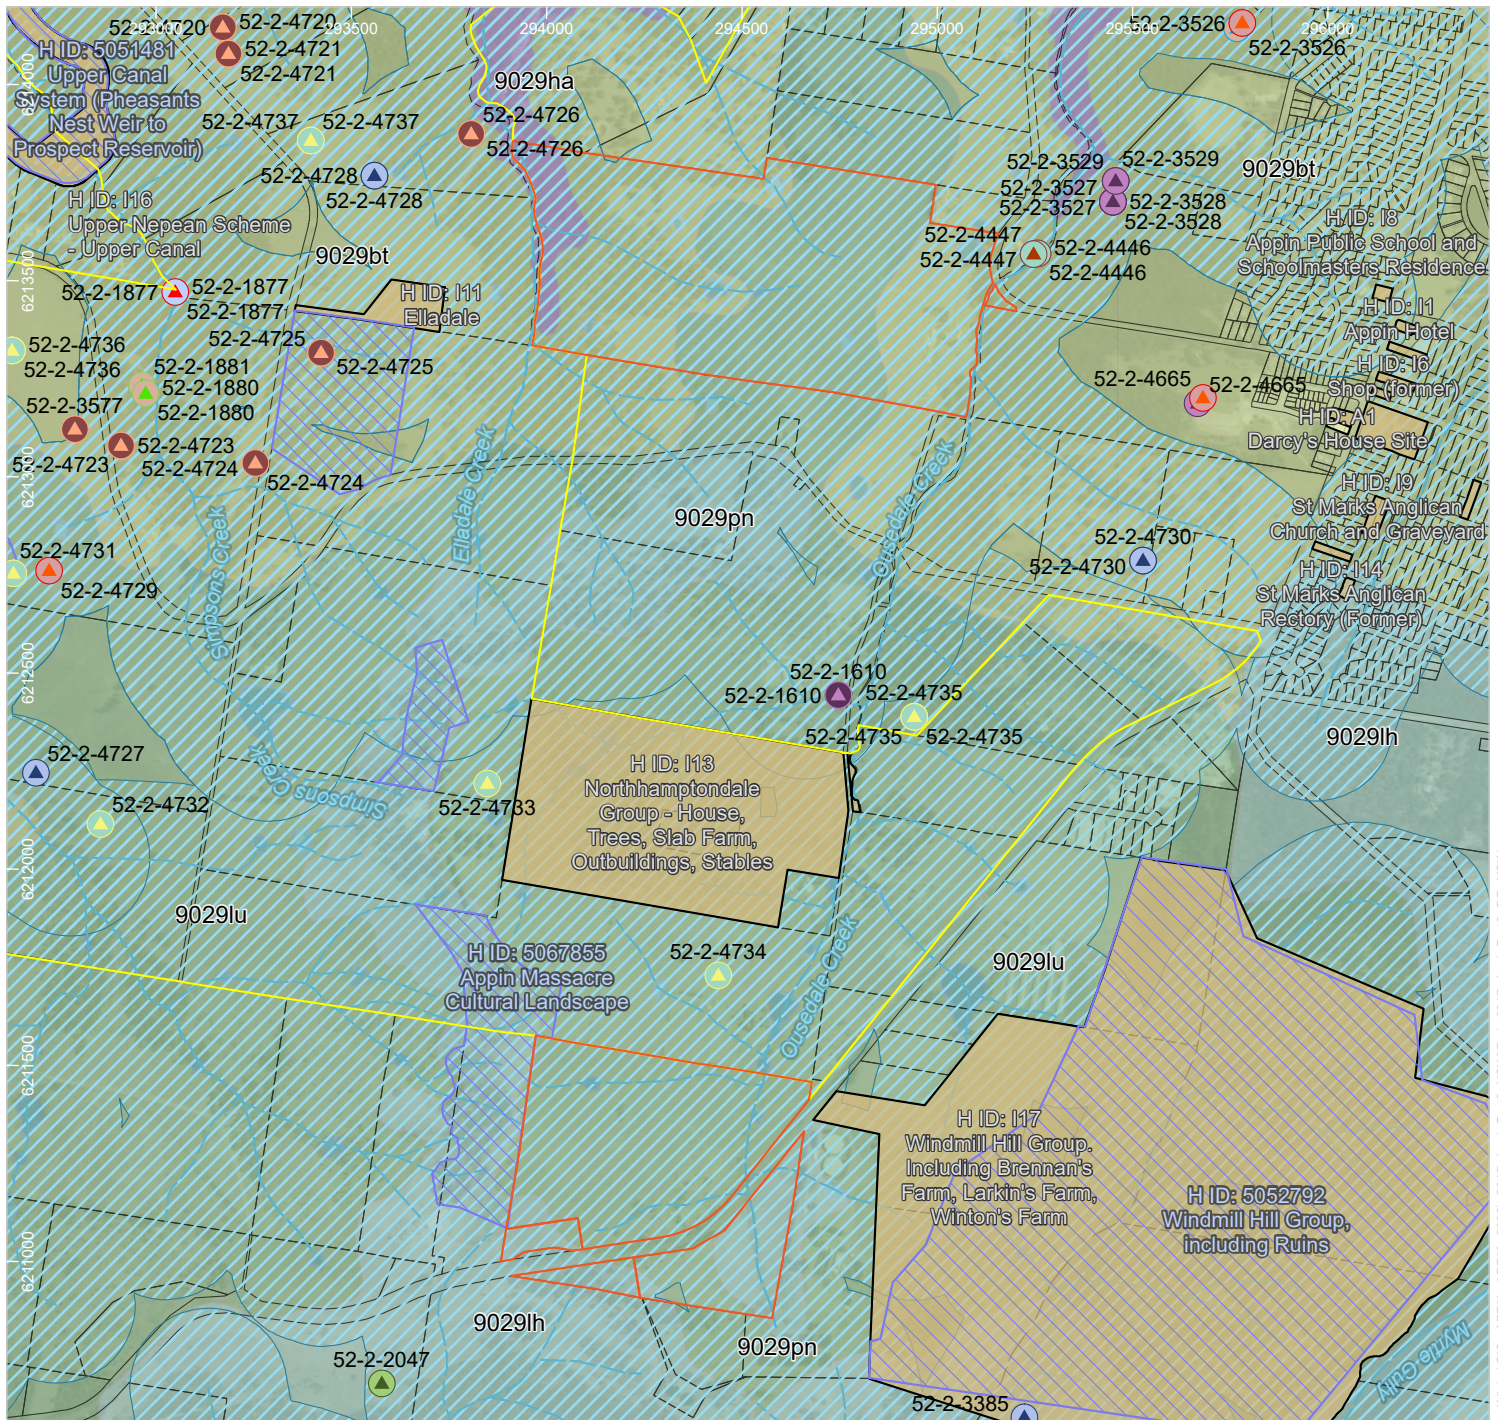 293000
293500
294000
294500
295000
295500
296000
6214000
6213500
6213000
6212500
6212000
6211500
6211000
52-2-4720
52-2-4720
52-2-4721
52-2-4721
H ID: 5051481
Upper Canal
System (Pheasants
Nest Weir to
Prospect Reservoir)
9029ha
52-2-3526
52-2-3526
52-2-4737
52-2-4737
52-2-4726
52-2-4726
52-2-4728
52-2-4728
52-2-3529
52-2-3529
52-2-3527
52-2-3527
52-2-3528
52-2-3528
9029bt
H ID: I16
Upper Nepean Scheme
- Upper Canal
9029bt
52-2-4447
52-2-4447
52-2-4446
52-2-4446
H ID: I8
Appin Public School and
Schoolmasters Residence
52-2-1877
52-2-1877
52-2-1877
H ID: I11
Elladale
H ID: I1
Appin Hotel
52-2-4736
52-2-4736
52-2-4725
52-2-4725
52-2-1881
52-2-1880
52-2-1880
H ID: I6
Shop (former)
52-2-4665
52-2-4665
52-2-3577
H ID: A1
Darcy's House Site
52-2-4723
52-2-4723
52-2-4724
52-2-4724
Elladale Creek
Ousedale Creek
H ID: I9
St Marks Anglican
Church and Graveyard
9029pn
52-2-4731
52-2-4729
52-2-4730
52-2-4730
Simpsons Creek
H ID: I14
St Marks Anglican
Rectory (Former)
52-2-1610
52-2-1610
52-2-4735
52-2-4735
52-2-4735
9029lh
52-2-4727
52-2-4732
Simpsons Creek
52-2-4733
H ID: I13
Northhamptondale
Group - House,
Trees, Slab Farm,
Outbuildings, Stables
9029lu
H ID: 5067855
Appin Massacre
Cultural Landscape
52-2-4734
Ousedale Creek
9029lu
H ID: I17
Windmill Hill Group.
Including Brennan's
Farm, Larkin's Farm,
Winton's Farm
H ID: 5052792
Windmill Hill Group,
including Ruins
9029lh
9029pn
52-2-2047
52-2-3385
Myrtle Gully